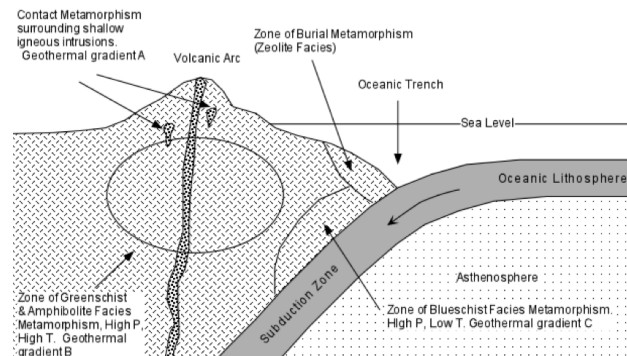 Contact Metamorphism
surrounding shallow
igneous intrusions.
Geothermal gradient A
Volcanic Arc
Zone of Burial Metamorphism
(Zeolite Facies)
Oceanic Trench
Sea Level
Oceanic Lithosphere
Asthenosphere
Subduction Zone
Zone of Greenschist
& Amphibolite Facies
Metamorphism, High P,
High T. Geothermal
gradient B
Zone of Blueschist Facies Metamorphism.
HIgh P, Low T. Geothermal gradient C